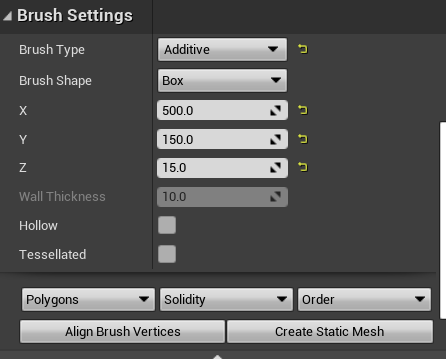 Brush Settings
Brush Type Additive
Brush Shape Box
X 500.0
Y 150.0
Z 15.0
Wall Thickness 10.0
Hollow
Tessellated
Polygons Solidity Order
Align Brush Vertices Create Static Mesh